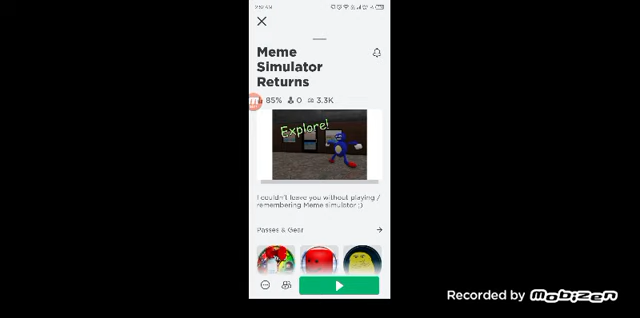 Meme
Simulator
Returns
85% 0 3.3K
Explore!
I couldn't leave you without playing /
remembering Meme simulator ;)
Passes & Gear
Recorded by mobizen